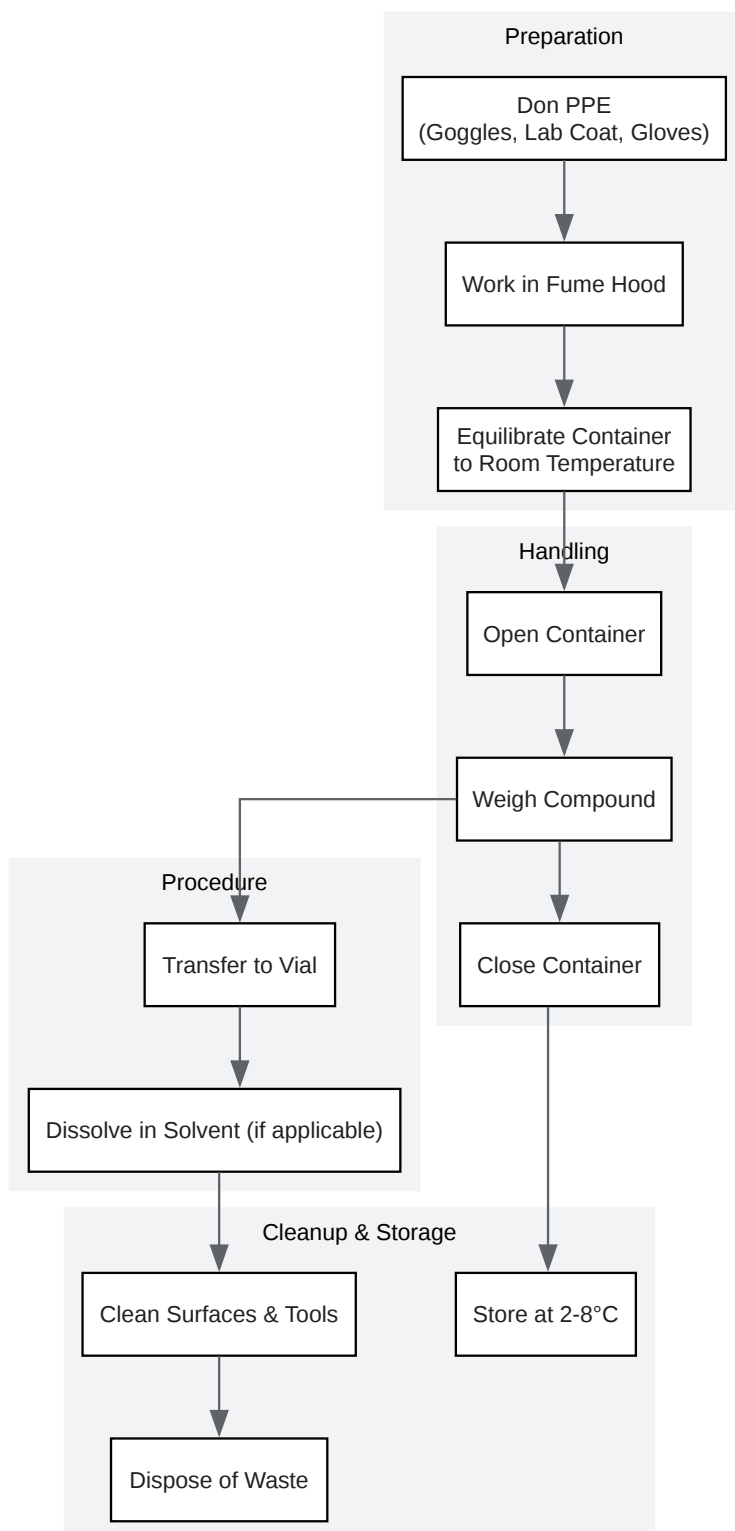 Preparation
Don PPE
(Goggles, Lab Coat, Gloves)
Work in Fume Hood
Equilibrate Container
to Room Temperature
Handling
Open Container
Weigh Compound
Procedure
Transfer to Vial
Close Container
Dissolve in Solvent (if applicable)
Cleanup & Storage
Clean Surfaces & Tools
Store at 2-8°C
Dispose of Waste